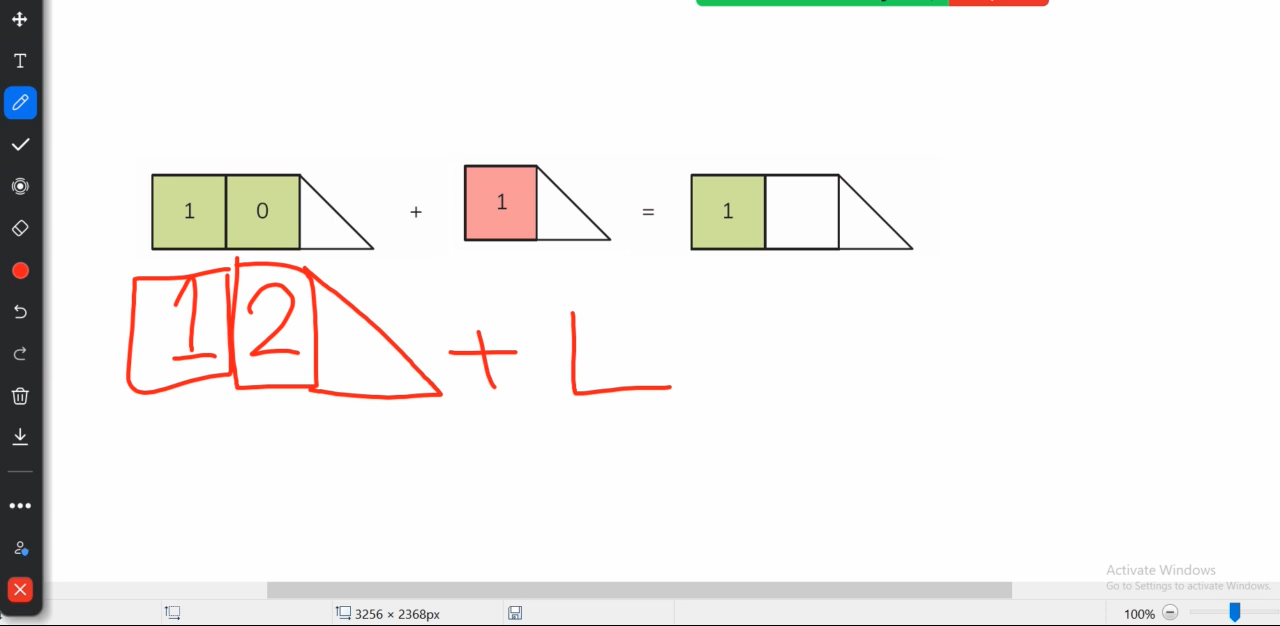 T
1 0 + 1 = 1
1 2 +
Activate Windows
Go to Settings to activate Windows.
3256 × 2368px 100%